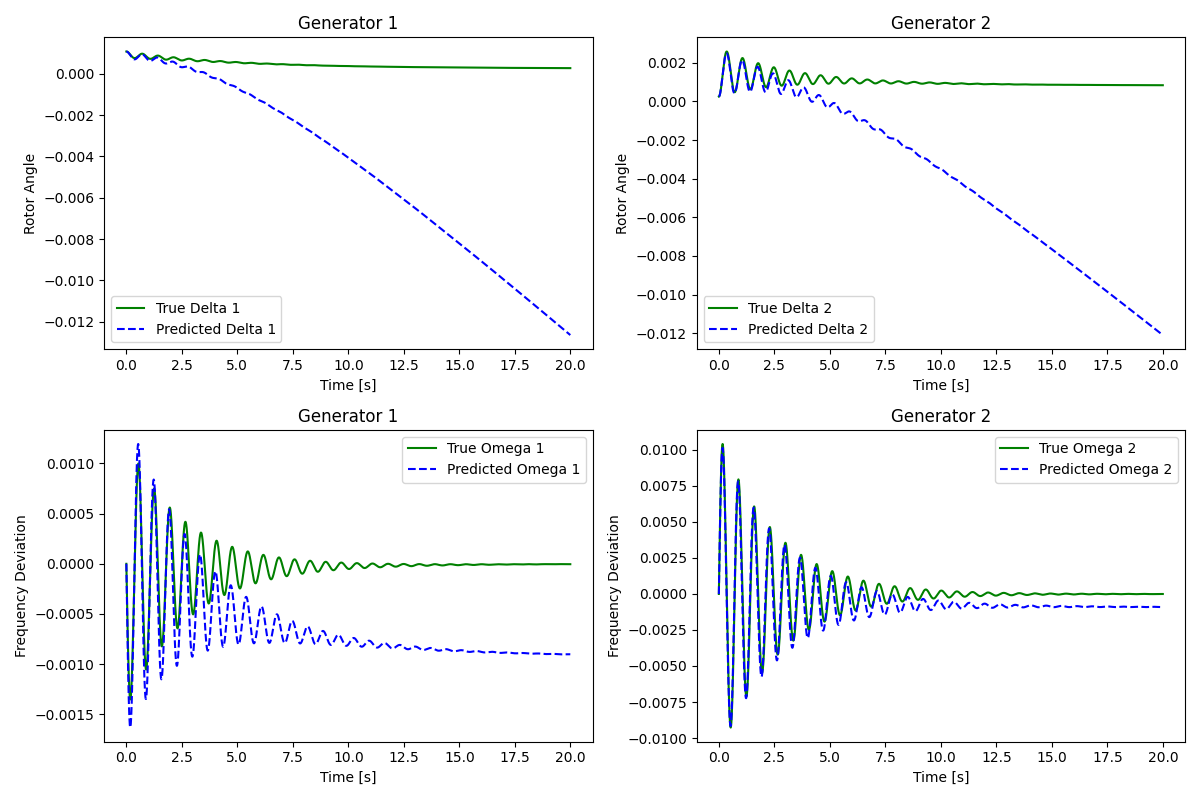 Generator 1
Rotor Angle
0.000
−0.002
−0.004
−0.006
−0.008
−0.010
−0.012
True Delta 1
Predicted Delta 1
0.0 2.5 5.0 7.5 10.0 12.5 15.0 17.5 20.0
Time [s]
Generator 2
Rotor Angle
0.002
0.000
−0.002
−0.004
−0.006
−0.008
−0.010
−0.012
True Delta 2
Predicted Delta 2
0.0 2.5 5.0 7.5 10.0 12.5 15.0 17.5 20.0
Time [s]
Generator 1
Frequency Deviation
0.0010
0.0005
0.0000
−0.0005
−0.0010
−0.0015
True Omega 1
Predicted Omega 1
0.0 2.5 5.0 7.5 10.0 12.5 15.0 17.5 20.0
Time [s]
Generator 2
Frequency Deviation
0.0100
0.0075
0.0050
0.0025
0.0000
−0.0025
−0.0050
−0.0075
−0.0100
True Omega 2
Predicted Omega 2
0.0 2.5 5.0 7.5 10.0 12.5 15.0 17.5 20.0
Time [s]